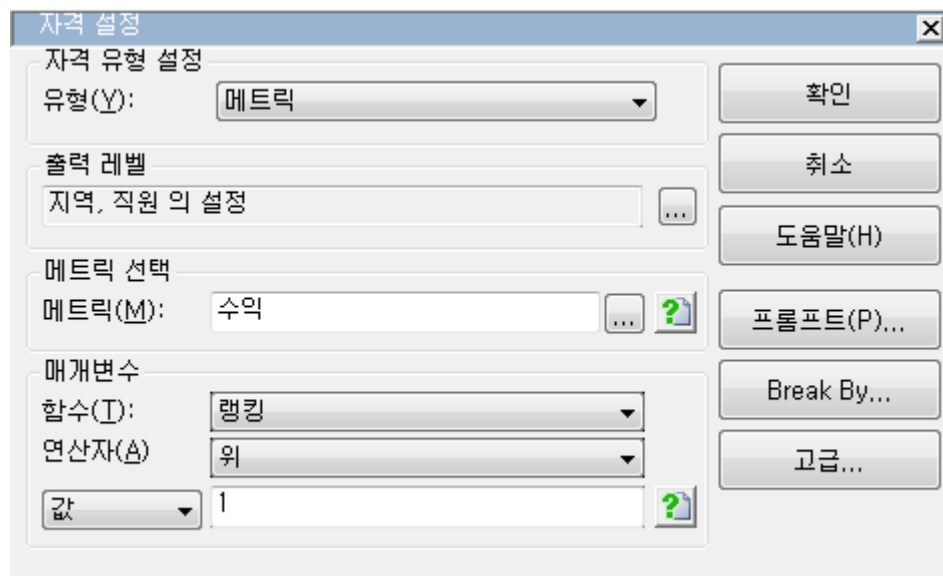 자격 설정
자격 유형 설정
유형(Y):
메트릭
출력 레벨
지역, 직원 의 설정
...
메트릭 선택
메트릭(M):
수익
...
매개변수
함수(T):
랭킹
연산자(A)
위
값
1
확인
취소
도움말(H)
프롬프트(P)...
Break By...
고급...